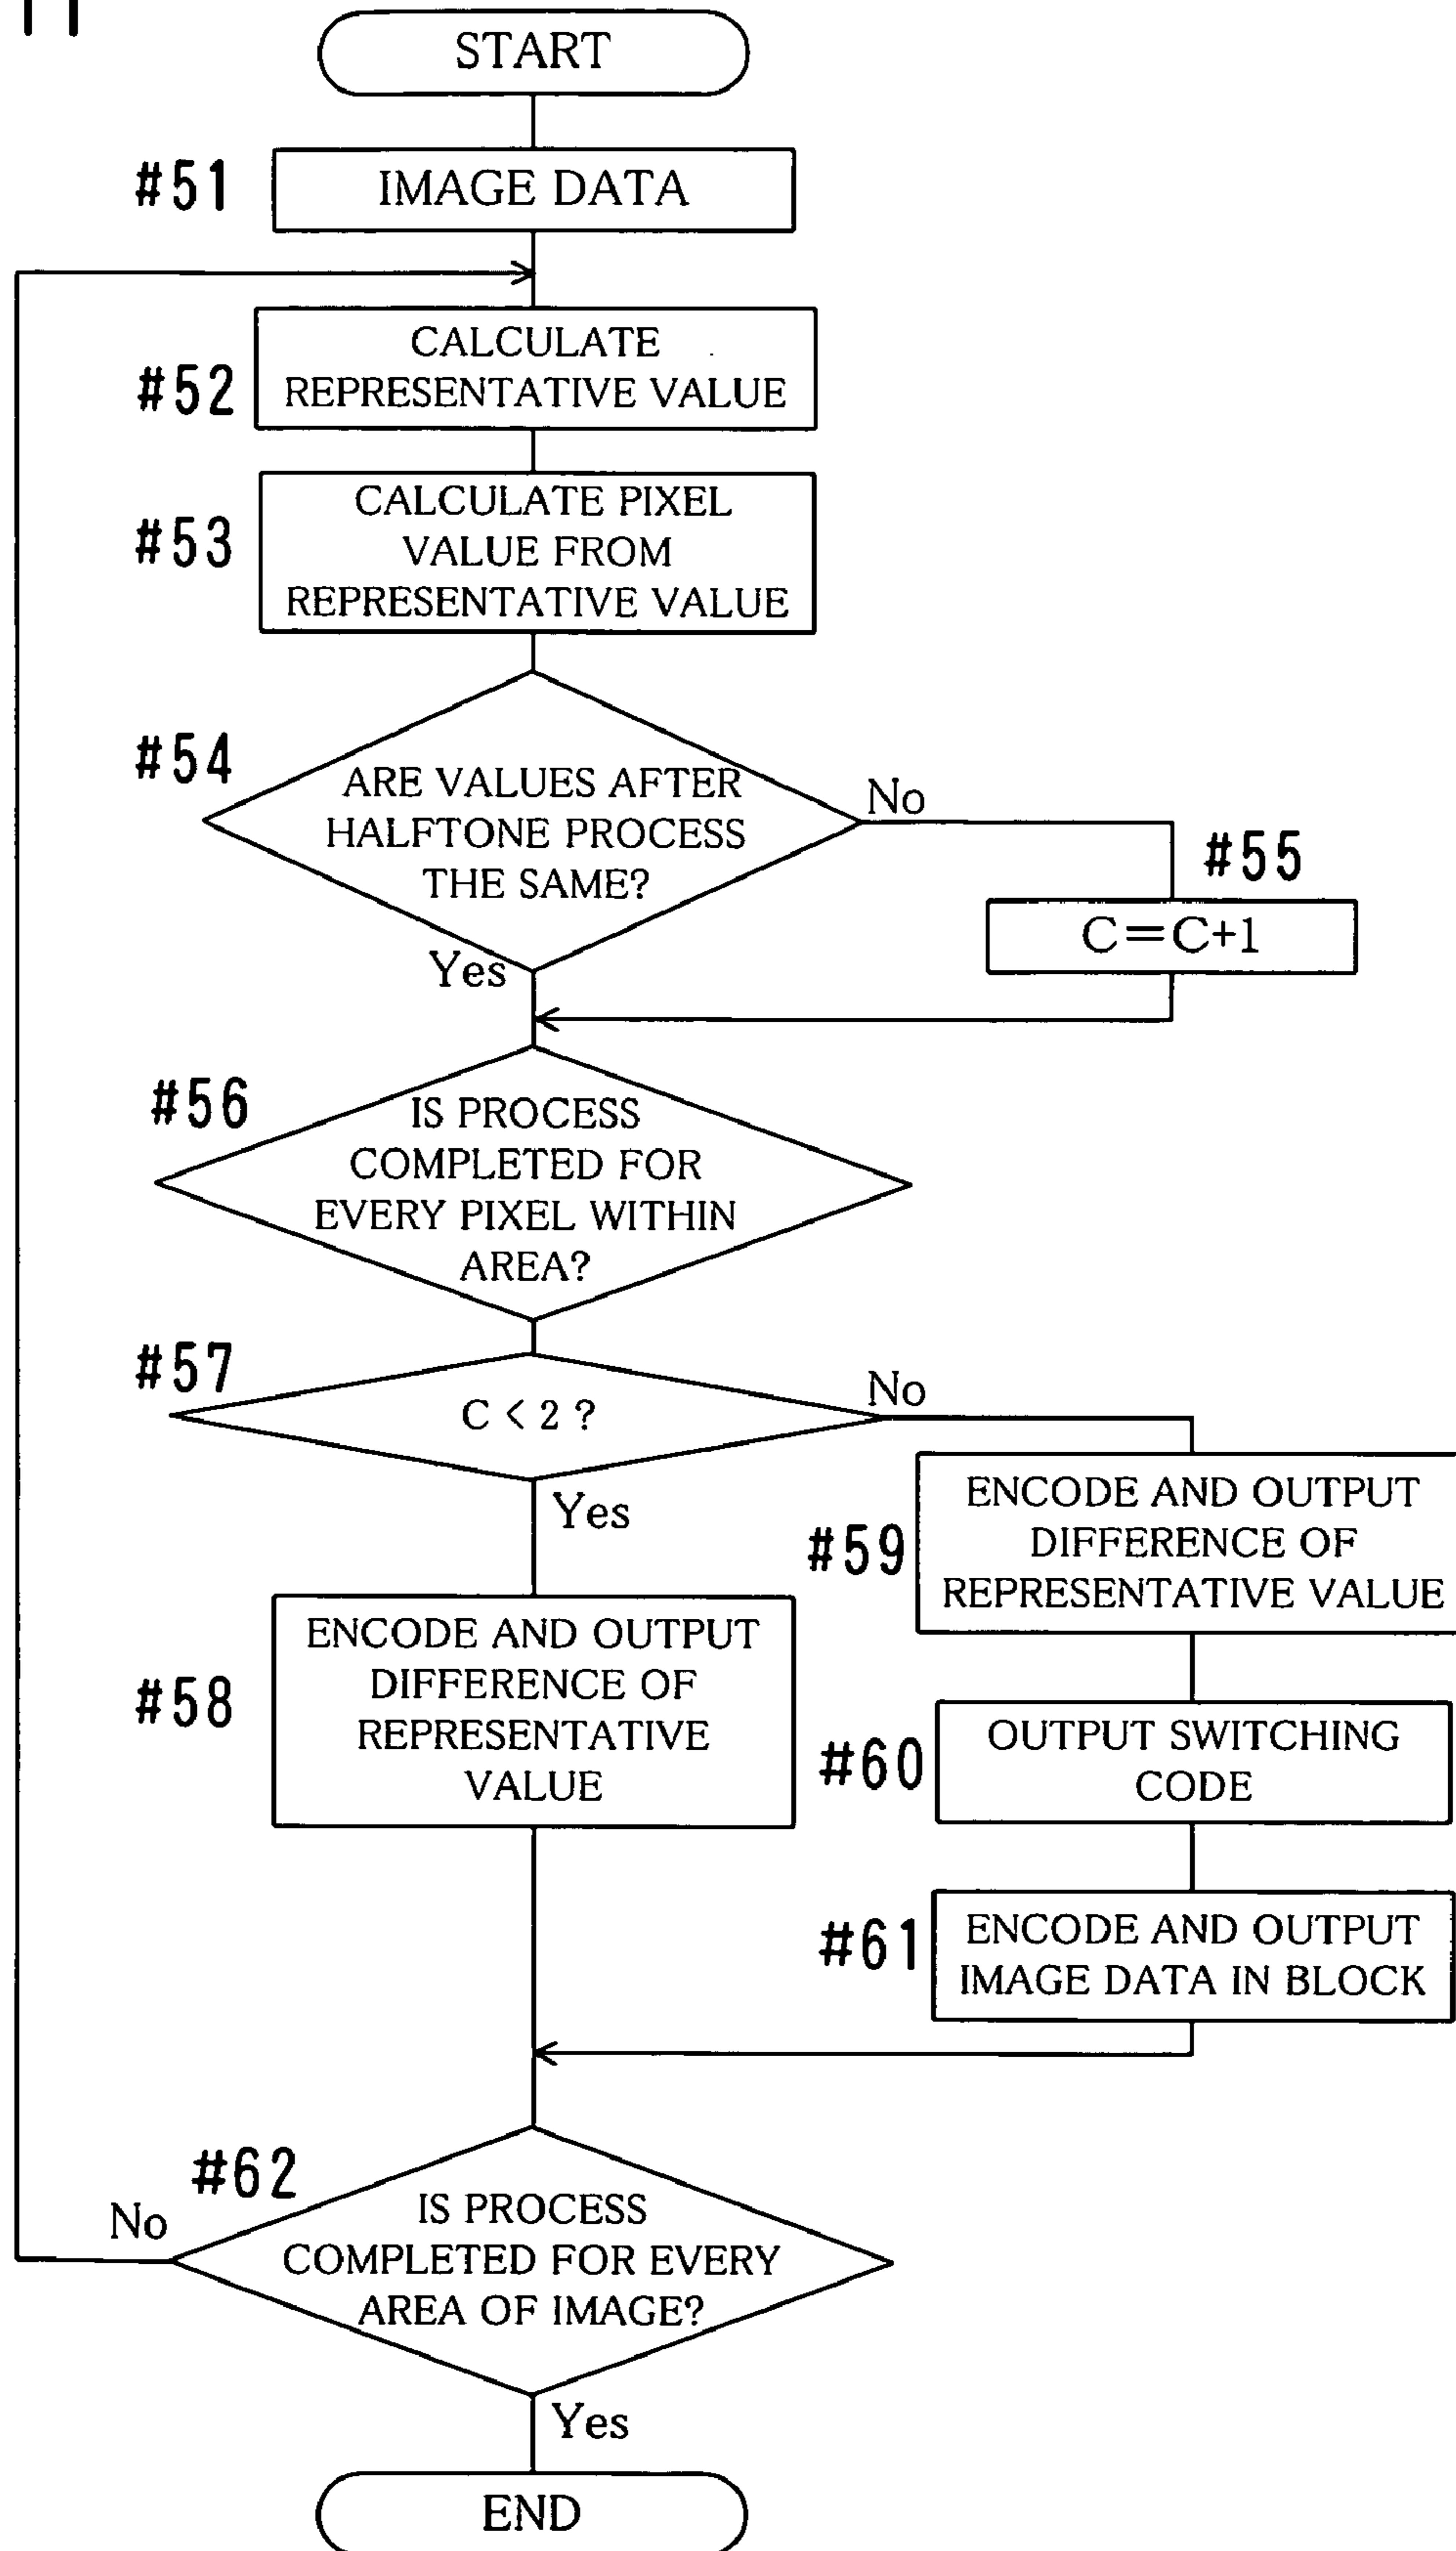 START
#51
IMAGE DATA
#52
CALCULATE
REPRESENTATIVE VALUE
#53
CALCULATE PIXEL
VALUE FROM
REPRESENTATIVE VALUE
#54
ARE VALUES AFTER
HALFTONE PROCESS
THE SAME?
No
Yes
#55
C=C+1
#56
IS PROCESS
COMPLETED FOR
EVERY PIXEL WITHIN
AREA?
#57
C < 2 ?
No
Yes
#58
ENCODE AND OUTPUT
DIFFERENCE OF
REPRESENTATIVE
VALUE
#59
ENCODE AND OUTPUT
DIFFERENCE OF
REPRESENTATIVE VALUE
#60
OUTPUT SWITCHING
CODE
#61
ENCODE AND OUTPUT
IMAGE DATA IN BLOCK
#62
IS PROCESS
COMPLETED FOR EVERY
AREA OF IMAGE?
No
Yes
END